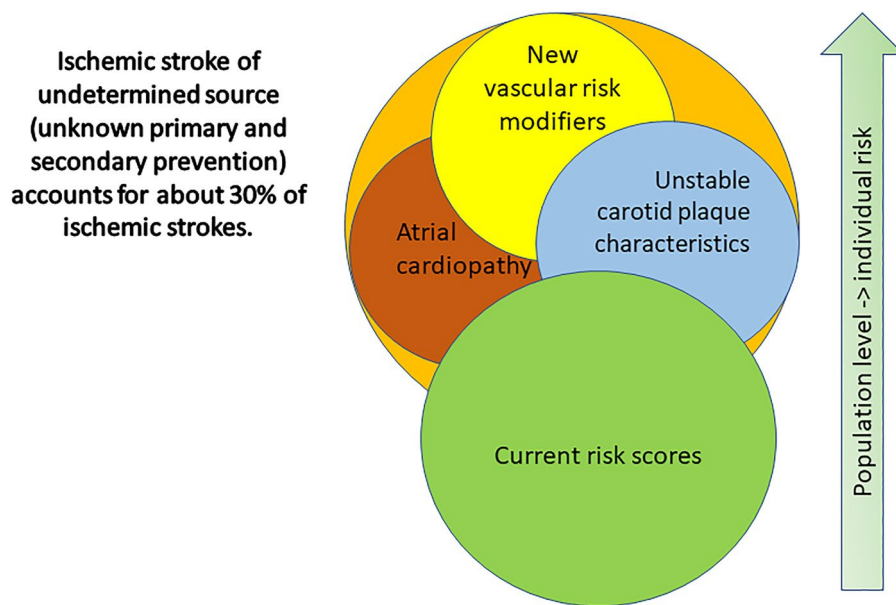 Ischemic stroke of
undetermined source
(unknown primary and
secondary prevention)
accounts for about 30% of
ischemic strokes.
New
vascular risk
modifiers
Unstable
carotid plaque
characteristics
Atrial
cardiopathy
Current risk scores
Population level -> individual risk